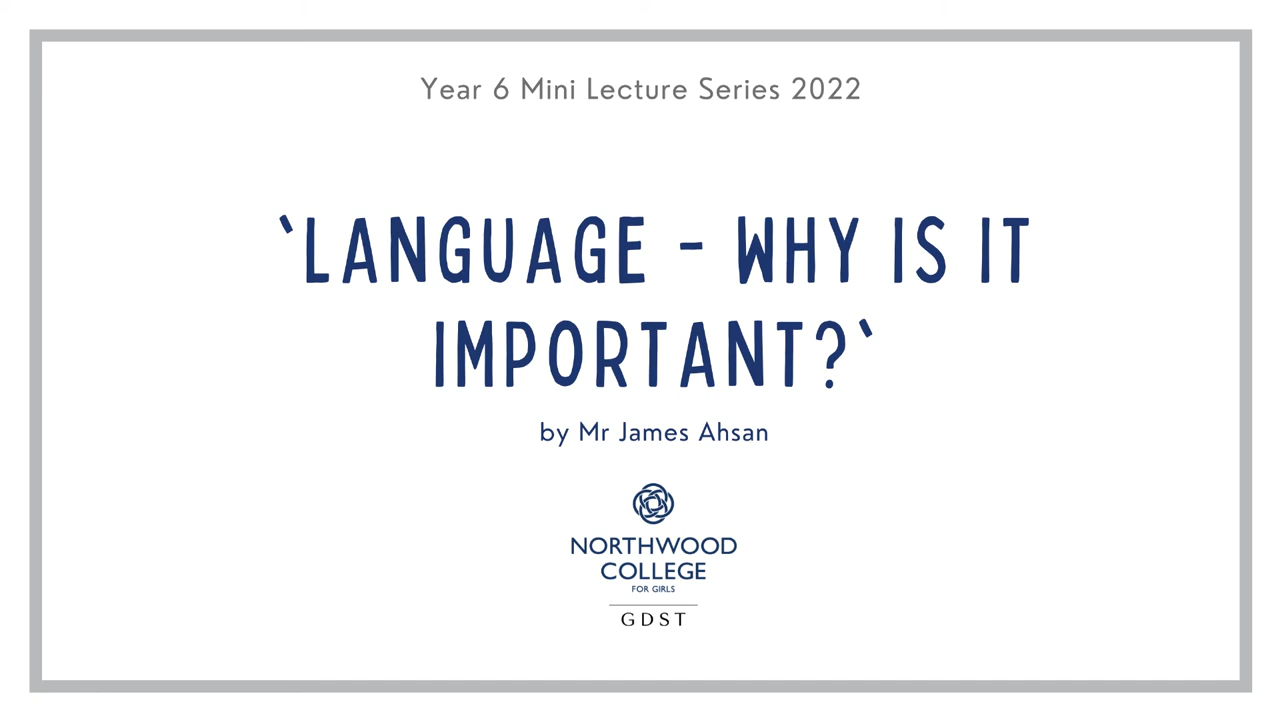 Year 6 Mini Lecture Series 2022
`LANGUAGE - WHY IS IT
IMPORTANT?`
by Mr James Ahsan
NORTHWOOD
COLLEGE
FOR GIRLS
GDST